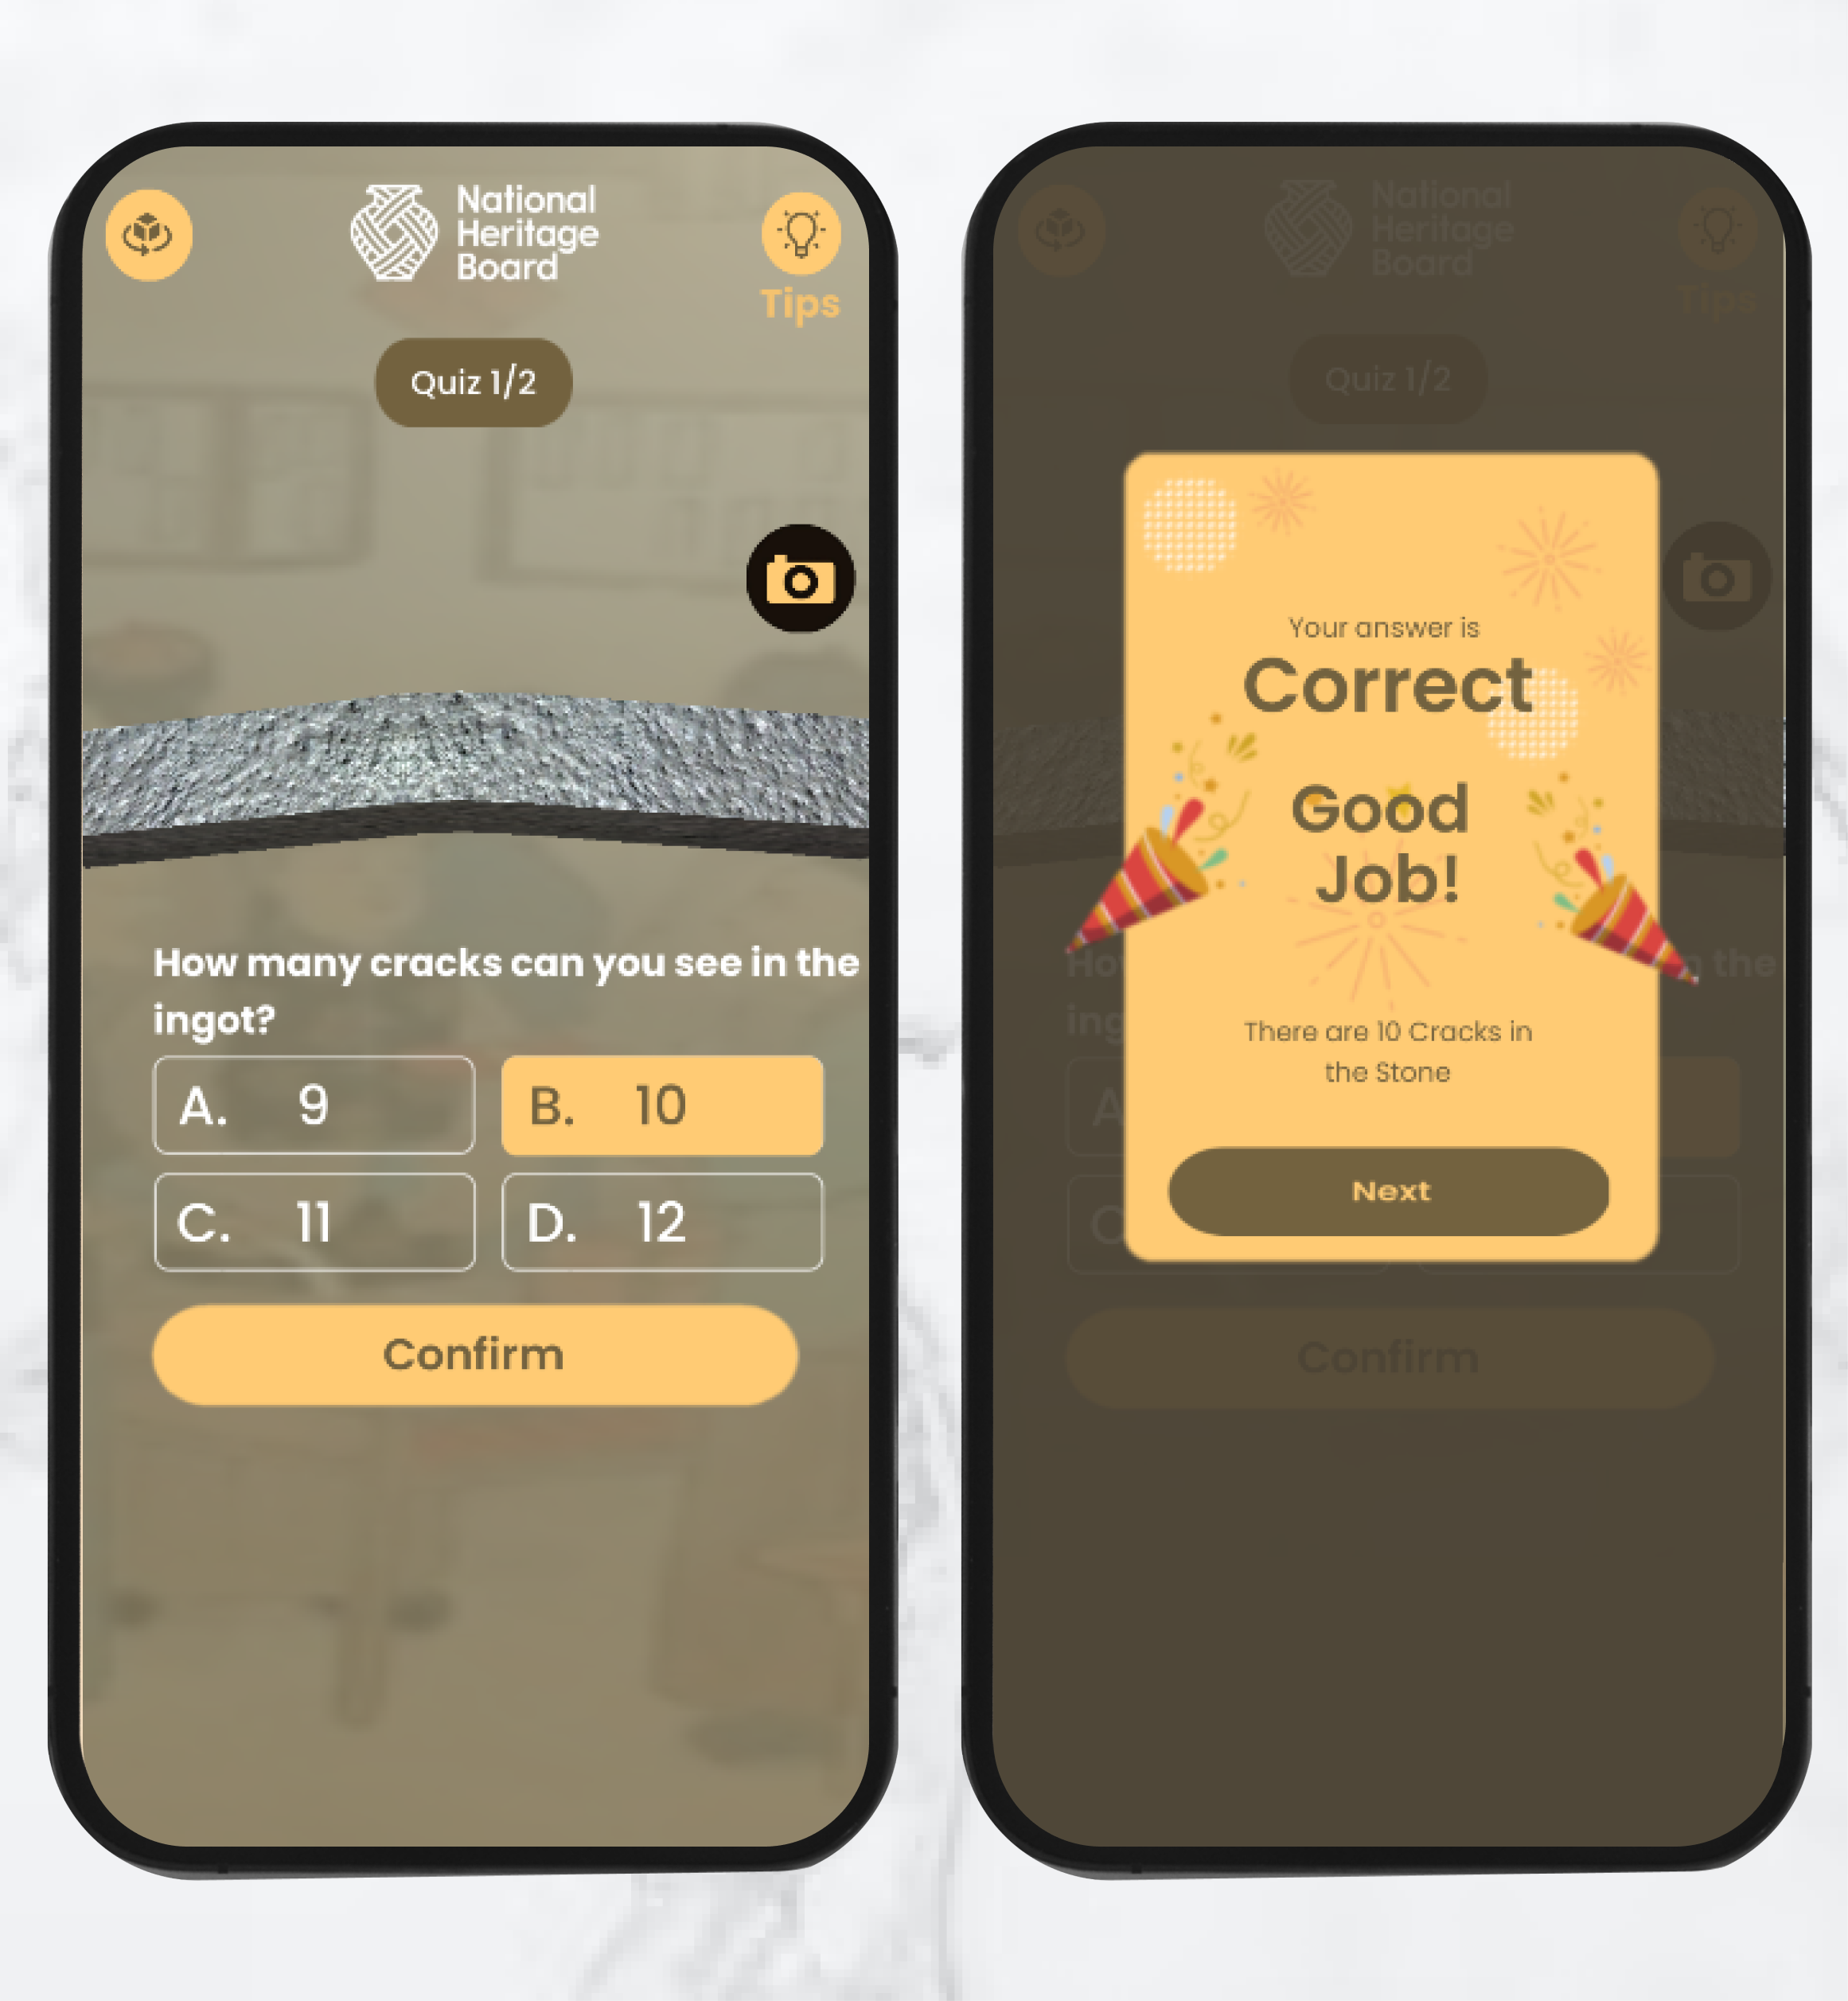 National
Heritage
Board
Tips
Quiz 1/2
How many cracks can you see in the
ingot?
A. 9
B. 10
C. 11
D. 12
Confirm
National
Heritage
Board
Tips
Quiz 1/2
Your answer is
Correct
Good
Job!
There are 10 Cracks in
the Stone
Next
Confirm